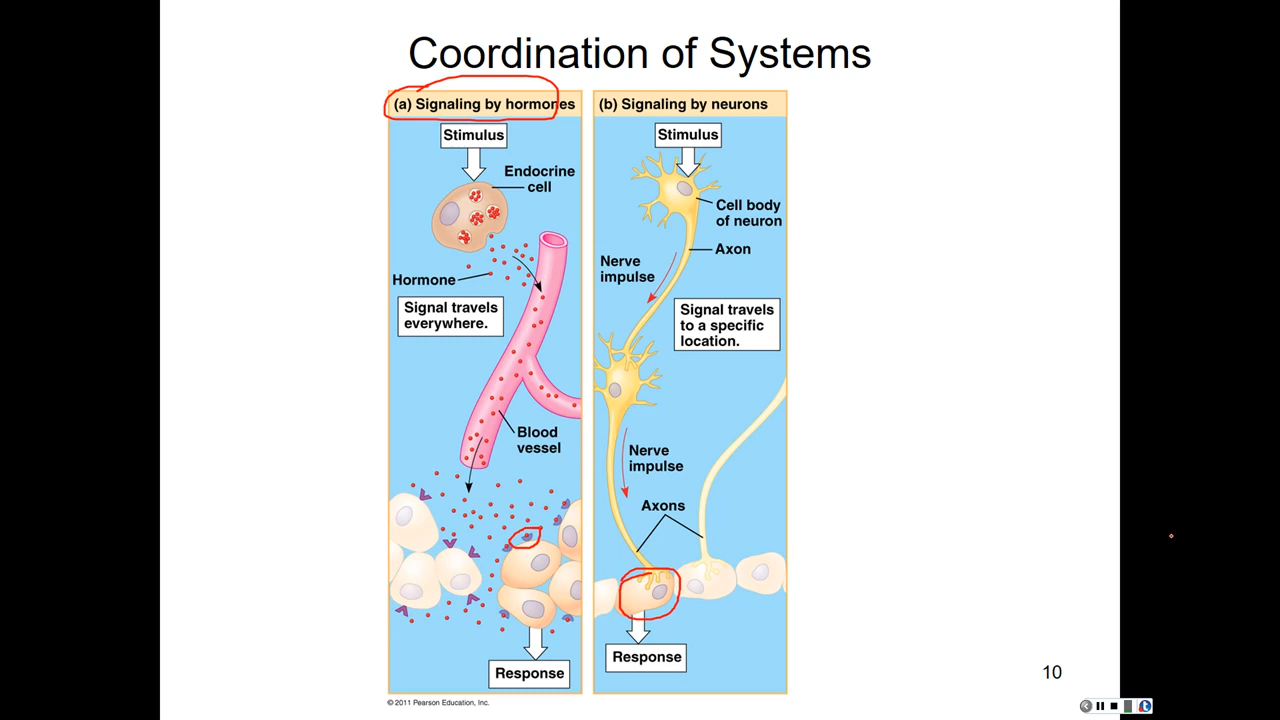 Coordination of Systems
(a) Signaling by hormones
Stimulus
Endocrine
cell
Hormone
Signal travels
everywhere.
Blood
vessel
Response
(b) Signaling by neurons
Stimulus
Cell body
of neuron
Axon
Nerve
impulse
Signal travels
to a specific
location.
Nerve
impulse
Axons
Response
© 2011 Pearson Education, Inc.
10